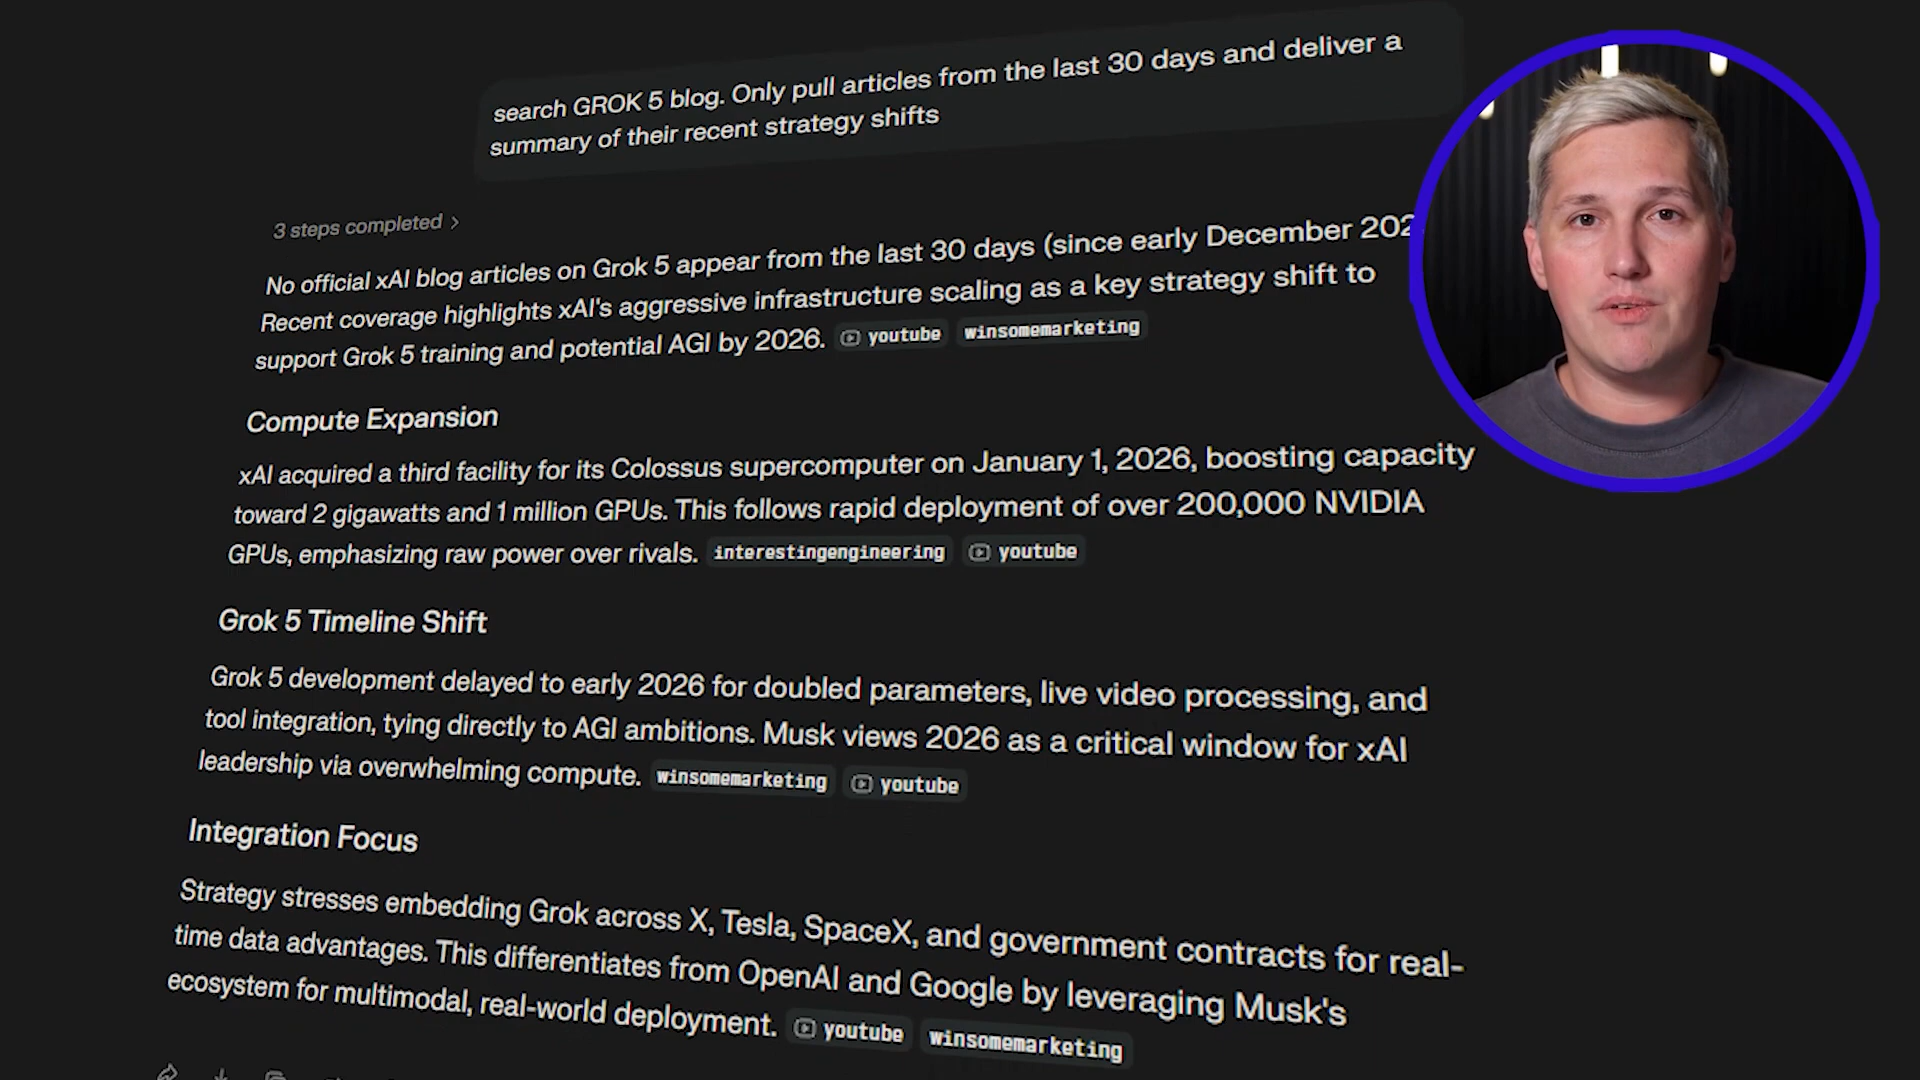 search GROK 5 blog. Only pull articles from the last 30 days and deliver a
summary of their recent strategy shifts
3 steps completed >
No official xAI blog articles on Grok 5 appear from the last 30 days (since early December 202
Recent coverage highlights xAI's aggressive infrastructure scaling as a key strategy shift to
support Grok 5 training and potential AGI by 2026. youtube winsomemarketing
Compute Expansion
xAI acquired a third facility for its Colossus supercomputer on January 1, 2026, boosting capacity
toward 2 gigawatts and 1 million GPUs. This follows rapid deployment of over 200,000 NVIDIA
GPUs, emphasizing raw power over rivals. interestingengineering youtube
Grok 5 Timeline Shift
Grok 5 development delayed to early 2026 for doubled parameters, live video processing, and
tool integration, tying directly to AGI ambitions. Musk views 2026 as a critical window for xAI
leadership via overwhelming compute. winsomemarketing youtube
Integration Focus
Strategy stresses embedding Grok across X, Tesla, SpaceX, and government contracts for real-
time data advantages. This differentiates from OpenAI and Google by leveraging Musk's
ecosystem for multimodal, real-world deployment. youtube winsomemarketing